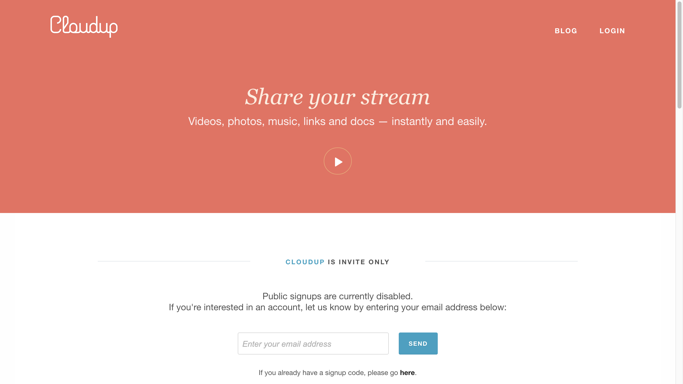 Cloudup
BLOG LOGIN
Share your stream
Videos, photos, music, links and docs — instantly and easily.
CLOUDUP IS INVITE ONLY
Public signups are currently disabled.
If you're interested in an account, let us know by entering your email address below:
Enter your email address
SEND
If you already have a signup code, please go here.